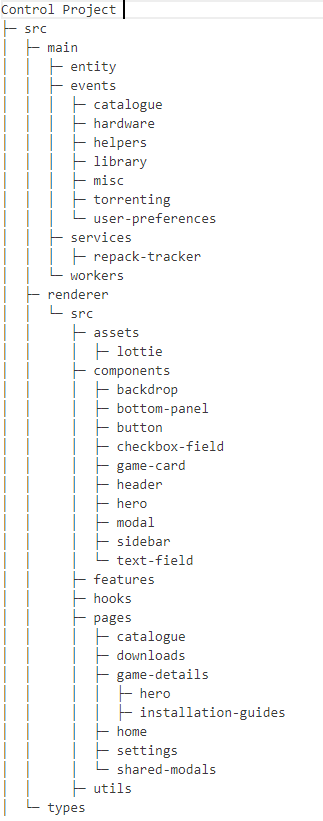 Control Project
├─ src
│  ├─ main
│  │  ├─ entity
│  │  ├─ events
│  │  │  ├─ catalogue
│  │  │  ├─ hardware
│  │  │  ├─ helpers
│  │  │  ├─ library
│  │  │  ├─ misc
│  │  │  ├─ torrenting
│  │  │  └─ user-preferences
│  │  ├─ services
│  │  │  ├─ repack-tracker
│  │  └─ workers
│  ├─ renderer
│  │  └─ src
│  │     ├─ assets
│  │     │  ├─ lottie
│  │     ├─ components
│  │     │  ├─ backdrop
│  │     │  ├─ bottom-panel
│  │     │  ├─ button
│  │     │  ├─ checkbox-field
│  │     │  ├─ game-card
│  │     │  ├─ header
│  │     │  ├─ hero
│  │     │  ├─ modal
│  │     │  ├─ sidebar
│  │     │  └─ text-field
│  │     ├─ features
│  │     ├─ hooks
│  │     ├─ pages
│  │     │  ├─ catalogue
│  │     │  ├─ downloads
│  │     │  ├─ game-details
│  │     │  │  ├─ hero
│  │     │  │  ├─ installation-guides
│  │     │  ├─ home
│  │     │  ├─ settings
│  │     │  └─ shared-modals
│  │     ├─ utils
│  └─ types